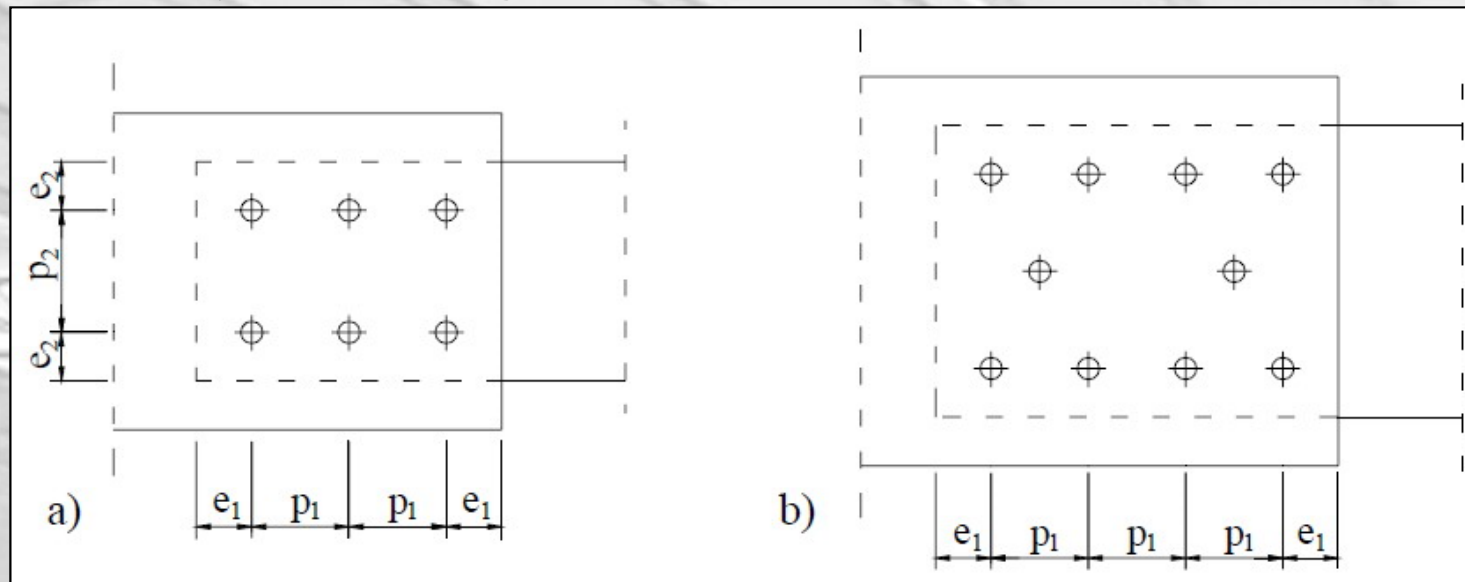 e₂
p₂
e₂
a)
e₁ p₁ p₁ e₁
b)
e₁ p₁ p₁ p₁ e₁